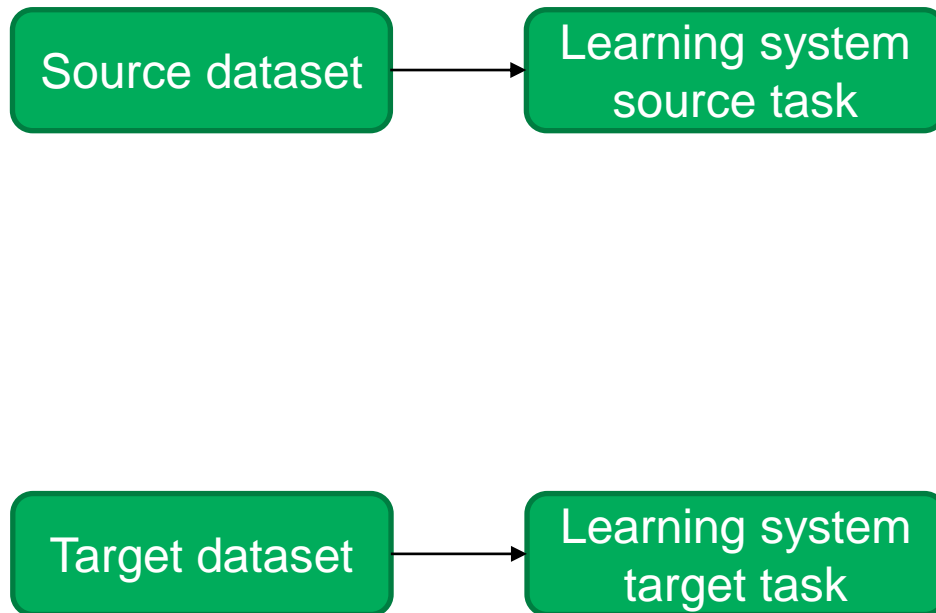 Source dataset
Learning system
source task
Target dataset
Learning system
target task